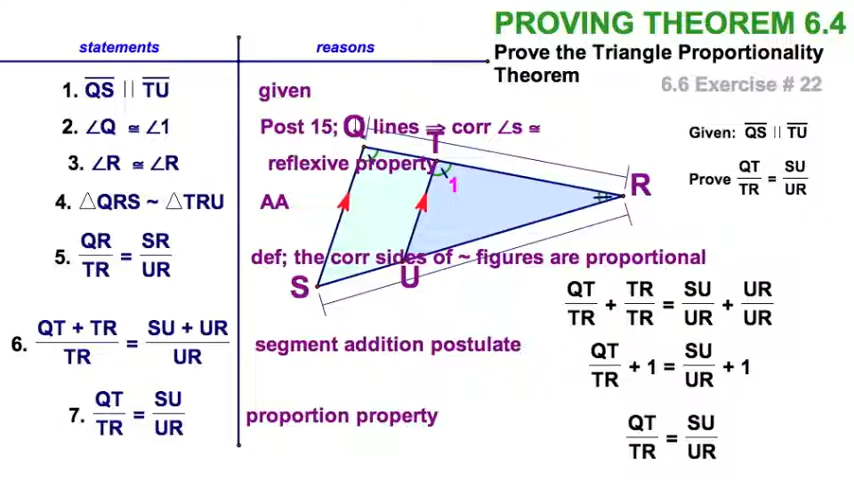 PROVING THEOREM 6.4
Prove the Triangle Proportionality
Theorem
6.6 Exercise # 22
Given: QS || TU
Prove QT/TR = SU/UR
statements reasons
1. QS || TU given
2. ∠Q ≅ ∠1 Post 15; || lines ⇒ corr ∠s ≅
3. ∠R ≅ ∠R reflexive property
4. △QRS ~ △TRU AA
5. QR/TR = SR/UR def; the corr sides of ~ figures are proportional
6. (QT + TR)/TR = (SU + UR)/UR segment addition postulate
7. QT/TR = SU/UR proportion property
Q
T
1
R
S
U
QT/TR + TR/TR = SU/UR + UR/UR
QT/TR + 1 = SU/UR + 1
QT/TR = SU/UR